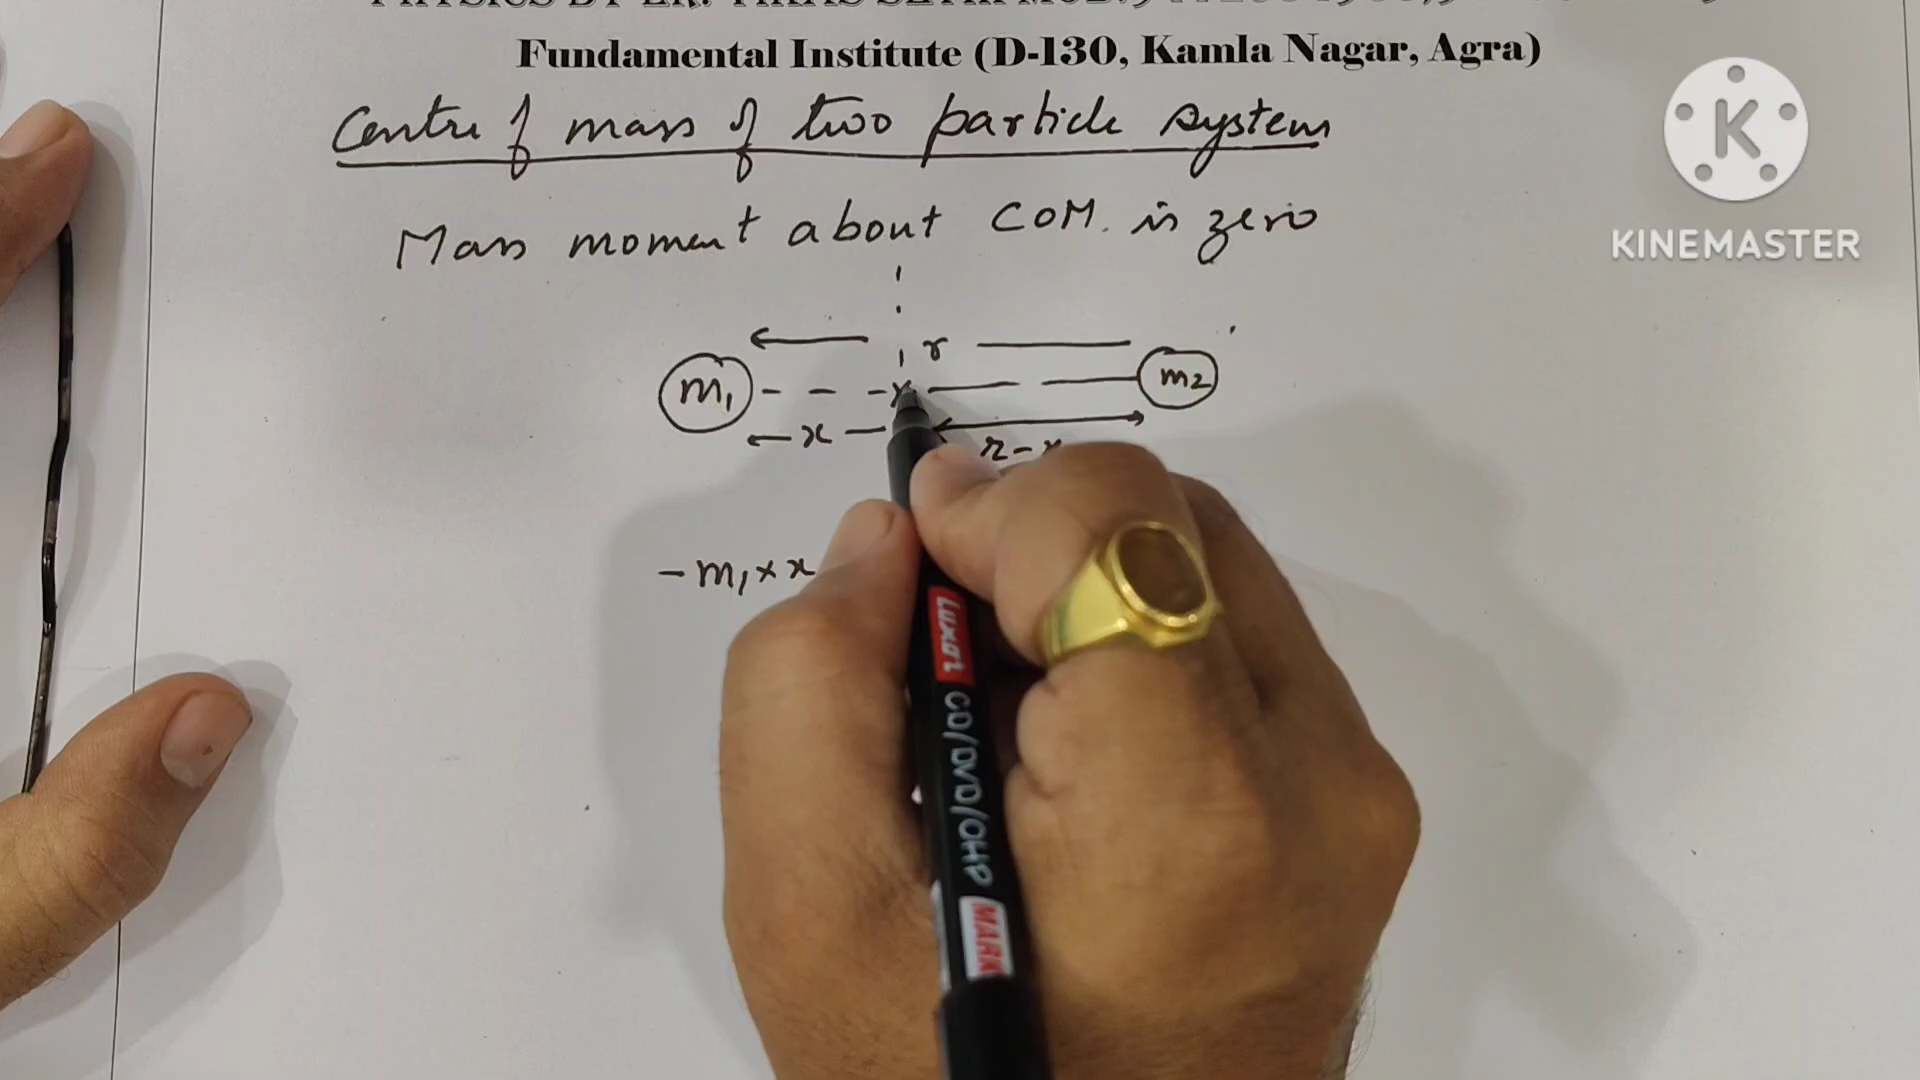 Fundamental Institute (D-130, Kamla Nagar, Agra)
K
KINEMASTER
Centre of mass of two particle system
Mass moment about COM. is zero
r
m₁
x
m₂
x
r-x
-m₁×x
Luxor CD/DVD/OHP MARK